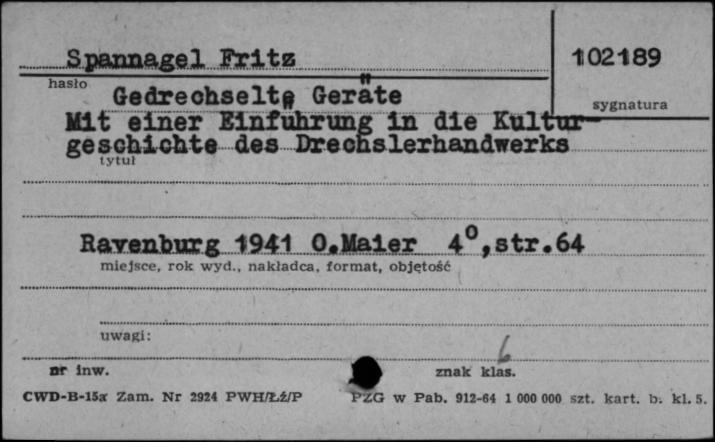 Spannagel Fritz
102189
hasło
sygnatura
Gedrechselte Geräte
Mit einer Einfuhrung in die Kultur-
geschichte des Drechslerhandwerks
tytuł
Ravenburg 1941 O.Maier 4⁰,str.64
miejsce, rok wyd., nakładca, format, objętość
uwagi:
6
nr inw.
znak klas.
CWD-B-15a Zam. Nr 2924 PWH/Łź/P
PZG w Pab. 912-64 1 000 000 szt. kart. b. kl. 5.